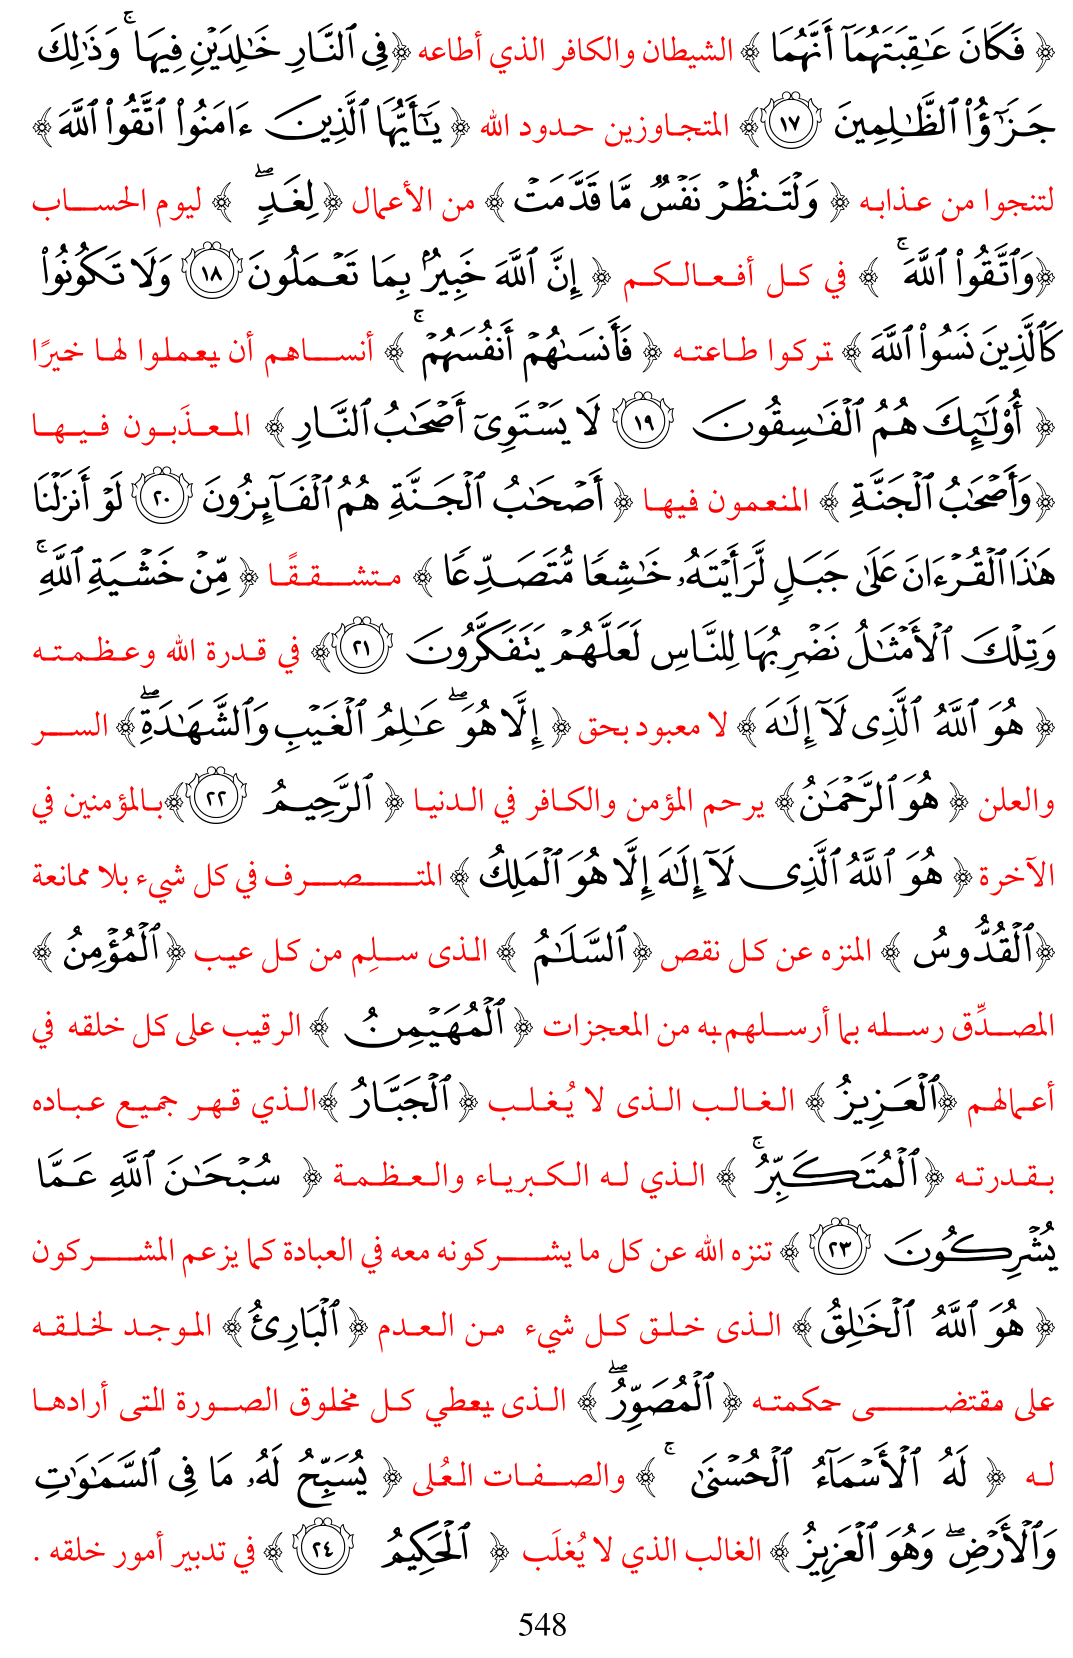 ﴿ فَكَانَ عَٰقِبَتَهُمَآ أَنَّهُمَا ﴾ الشيطان والكافر الذي أطاعه ﴿فِى ٱلنَّارِ خَٰلِدَيْنِ فِيهَا ۚ وَذَٰلِكَ
جَزَٰٓؤُا۟ ٱلظَّٰلِمِينَ ١٧﴾ المتجاوزين حدود الله ﴿ يَٰٓأَيُّهَا ٱلَّذِينَ ءَامَنُوا۟ ٱتَّقُوا۟ ٱللَّهَ ﴾
لتنجوا من عذابه ﴿ وَلْتَنظُرْ نَفْسٌ مَّا قَدَّمَتْ ﴾ من الأعمال ﴿ لِغَدٍ ۖ ﴾ ليوم الحساب
﴿وَٱتَّقُوا۟ ٱللَّهَ ۚ ﴾ في كل أفعالكم ﴿ إِنَّ ٱللَّهَ خَبِيرٌۢ بِمَا تَعْمَلُونَ ١٨ وَلَا تَكُونُوا۟
كَٱلَّذِينَ نَسُوا۟ ٱللَّهَ ﴾ تركوا طاعته ﴿ فَأَنسَىٰهُمْ أَنفُسَهُمْ ۚ ﴾ أنساهم أن يعملوا لها خيرًا
﴿ أُو۟لَٰٓئِكَ هُمُ ٱلْفَٰسِقُونَ ١٩ لَا يَسْتَوِىٓ أَصْحَٰبُ ٱلنَّارِ ﴾ المعذَبون فيها
﴿وَأَصْحَٰبُ ٱلْجَنَّةِ ﴾ المنعمون فيها ﴿ أَصْحَٰبُ ٱلْجَنَّةِ هُمُ ٱلْفَآئِزُونَ ٢٠ لَوْ أَنزَلْنَا
هَٰذَا ٱلْقُرْءَانَ عَلَىٰ جَبَلٍ لَّرَأَيْتَهُۥ خَٰشِعًا مُّتَصَدِّعًا ﴾ متشققًا ﴿ مِّنْ خَشْيَةِ ٱللَّهِ ۚ
وَتِلْكَ ٱلْأَمْثَٰلُ نَضْرِبُهَا لِلنَّاسِ لَعَلَّهُمْ يَتَفَكَّرُونَ ٢١﴾ في قدرة الله وعظمته
﴿ هُوَ ٱللَّهُ ٱلَّذِى لَآ إِلَٰهَ ﴾ لا معبود بحق ﴿ إِلَّا هُوَ ۖ عَٰلِمُ ٱلْغَيْبِ وَٱلشَّهَٰدَةِ ۖ﴾ السر
والعلن ﴿ هُوَ ٱلرَّحْمَٰنُ﴾ يرحم المؤمن والكافر في الدنيا ﴿ ٱلرَّحِيمُ ٢٢﴾بالمؤمنين في
الآخرة ﴿ هُوَ ٱللَّهُ ٱلَّذِى لَآ إِلَٰهَ إِلَّا هُوَ ٱلْمَلِكُ ﴾ المتصرف في كل شيء بلا ممانعة
﴿ٱلْقُدُّوسُ ﴾ المنزه عن كل نقص ﴿ ٱلسَّلَٰمُ ﴾ الذى سلِم من كل عيب ﴿ ٱلْمُؤْمِنُ ﴾
المصدِّق رسله بما أرسلهم به من المعجزات ﴿ ٱلْمُهَيْمِنُ ﴾ الرقيب على كل خلقه في
أعمالهم ﴿ٱلْعَزِيزُ ﴾ الغالب الذى لا يُغلب ﴿ ٱلْجَبَّارُ ﴾الذي قهر جميع عباده
بقدرته ﴿ ٱلْمُتَكَبِّرُ ۚ ﴾ الذي له الكبرياء والعظمة ﴿ سُبْحَٰنَ ٱللَّهِ عَمَّا
يُشْرِكُونَ ٢٣ ﴾ تنزه الله عن كل ما يشركونه معه في العبادة كما يزعم المشركون
﴿ هُوَ ٱللَّهُ ٱلْخَٰلِقُ ﴾ الذى خلق كل شيء من العدم ﴿ ٱلْبَارِئُ ﴾ الموجد لخلقه
على مقتضى حكمته ﴿ ٱلْمُصَوِّرُ ۖ ﴾ الذى يعطي كل مخلوق الصورة التى أرادها
له ﴿ لَهُ ٱلْأَسْمَآءُ ٱلْحُسْنَىٰ ۚ ﴾ والصفات العُلى ﴿ يُسَبِّحُ لَهُۥ مَا فِى ٱلسَّمَٰوَٰتِ
وَٱلْأَرْضِ ۖ وَهُوَ ٱلْعَزِيزُ ﴾ الغالب الذي لا يُغلَب ﴿ ٱلْحَكِيمُ ٢٤ ﴾ في تدبير أمور خلقه .
548